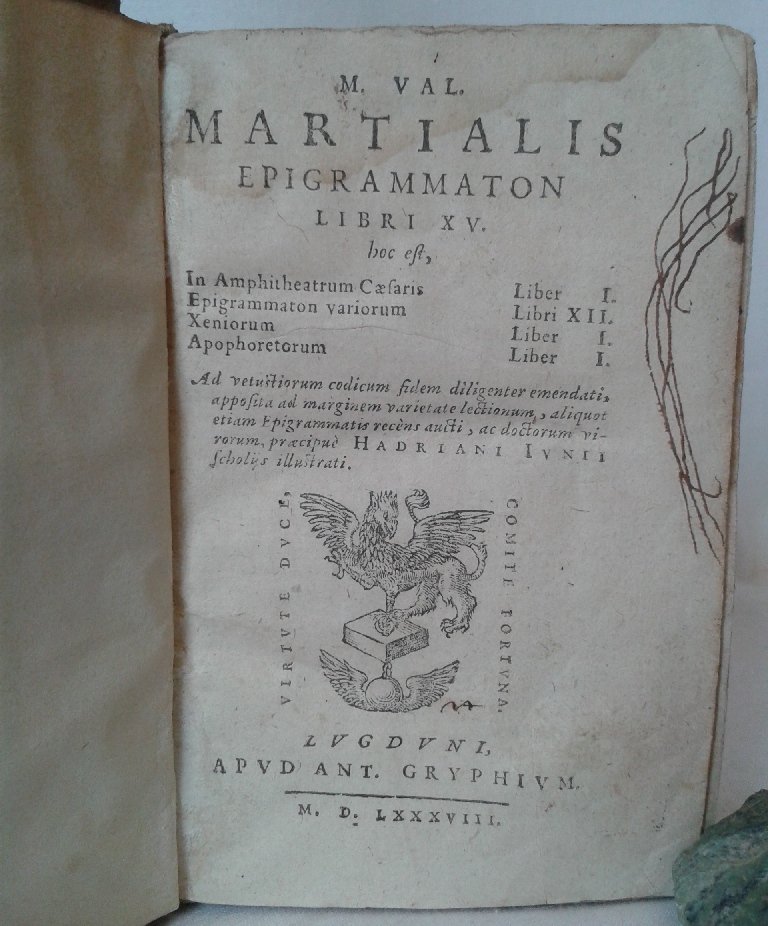 M. VAL.
MARTIALIS
EPIGRAMMATON
LIBRI XV.
hoc eſt,
In Amphitheatrum Cæſaris Liber I.
Epigrammaton variorum Libri XII.
Xeniorum Liber I.
Apophoretorum Liber I.
Ad vetuſtiorum codicum fidem diligenter emendati,
appoſita ad marginem varietate lectionum, aliquot
etiam Epigrammatis recèns aucti, ac doctorum vi-
rorum, præcipuè HADRIANI IVNII
ſcholijs illuſtrati.
VIRTVTE DVCE,
COMITE FORTVNA.
LVGDVNI,
APVD ANT. GRYPHIVM.
M. D. LXXXVIII.